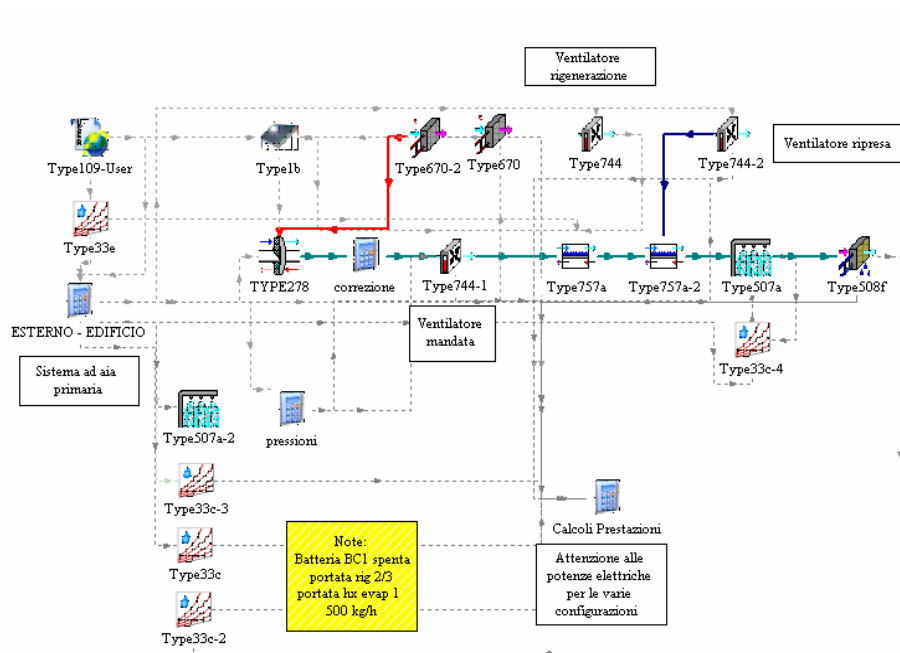 Ventilatore
rigenerazione
Type109-User
Type1b
Type670-2
Type670
Type744
Type744-2
Ventilatore ripresa
Type33e
TYPE278
correzione
Type744-1
Type757a
Type757a-2
Type507a
Type508f
ESTERNO - EDIFICIO
Ventilatore
mandata
Type33c-4
Sistema ad aia
primaria
Type507a-2
pressioni
Type33c-3
Calcoli Prestazioni
Type33c
Note:
Batteria BC1 spenta
portata rig 2/3
portata hx evap 1
500 kg/h
Attenzione alle
potenze elettriche
per le varie
configurazioni
Type33c-2